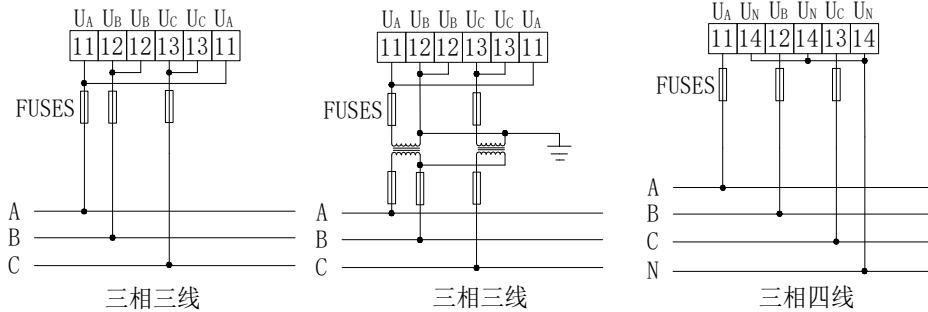 UA UB UB UC UC UA
11 12 12 13 13 11
FUSES
A
B
C
三相三线
UA UB UB UC UC UA
11 12 12 13 13 11
FUSES
A
B
C
三相三线
UA UN UB UN UC UN
11 14 12 14 13 14
FUSES
A
B
C
N
三相四线